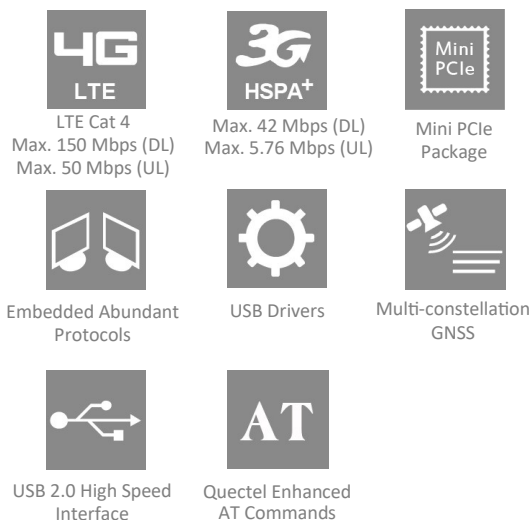 4G
LTE
LTE Cat 4
Max. 150 Mbps (DL)
Max. 50 Mbps (UL)
3G
HSPA+
Max. 42 Mbps (DL)
Max. 5.76 Mbps (UL)
Mini
PCIe
Mini PCIe
Package
Embedded Abundant
Protocols
USB Drivers
Multi-constellation
GNSS
USB 2.0 High Speed
Interface
AT
Quectel Enhanced
AT Commands